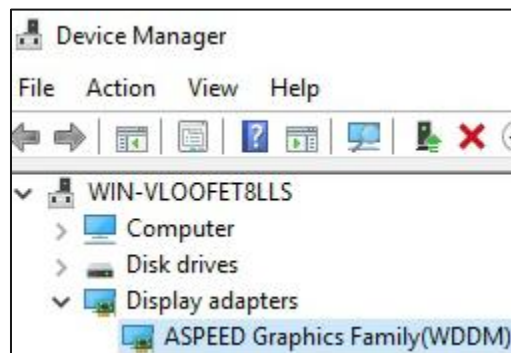 Device Manager
File Action View Help
WIN-VLOOFET8LLS
Computer
Disk drives
Display adapters
ASPEED Graphics Family(WDDM)